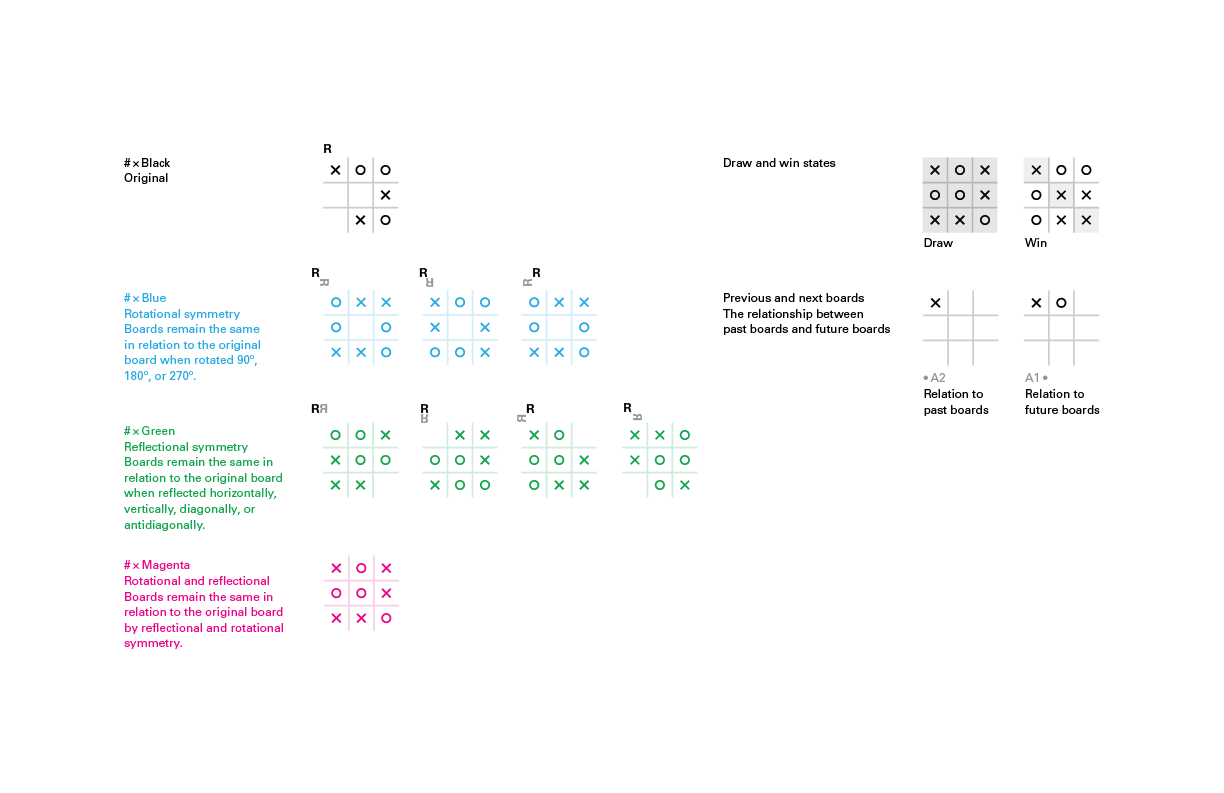 R
# × Black
Original
× O O
×
× O
R R
R R
R R
# × Blue
Rotational symmetry
Boards remain the same
in relation to the original
board when rotated 90º,
180º, or 270º.
O × ×
O O
× × O
× O O
× ×
O O ×
O × ×
O O
× × O
RR
R R
R R
R R
# × Green
Reflectional symmetry
Boards remain the same in
relation to the original board
when reflected horizontally,
vertically, diagonally, or
antidiagonally.
O O ×
× O O
× ×
× ×
O O ×
× O O
× O
O O ×
O × ×
× × O
× O O
O ×
# × Magenta
Rotational and reflectional
Boards remain the same in
relation to the original board
by reflectional and rotational
symmetry.
× O ×
O O ×
× × O
Draw and win states
× O ×
O O ×
× × O
Draw
× O O
O × ×
O × ×
Win
Previous and next boards
The relationship between
past boards and future boards
×
• A2
Relation to
past boards
× O
A1 •
Relation to
future boards